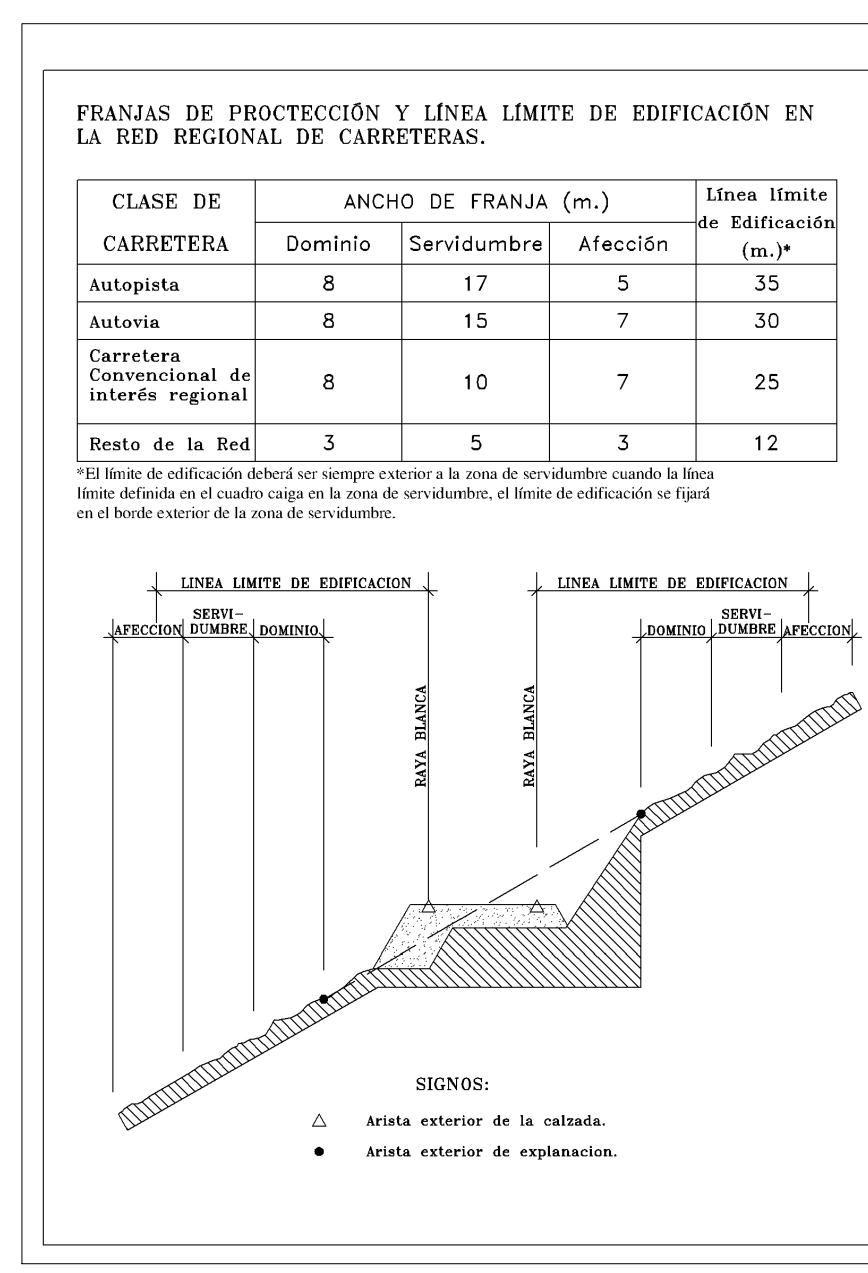 FRANJAS DE PROCTECCIÓN Y LÍNEA LÍMITE DE EDIFICACIÓN EN
LA RED REGIONAL DE CARRETERAS.
CLASE DE CARRETERA
ANCHO DE FRANJA (m.)
Línea límite
de Edificación
(m.)*
Dominio Servidumbre Afección
Autopista 8 17 5 35
Autovia 8 15 7 30
Carretera
Convencional de
interés regional
8 10 7 25
Resto de la Red 3 5 3 12
*El límite de edificación deberá ser siempre exterior a la zona de servidumbre cuando la línea
límite definida en el cuadro caiga en la zona de servidumbre, el límite de edificación se fijará
en el borde exterior de la zona de servidumbre.
LINEA LIMITE DE EDIFICACION LINEA LIMITE DE EDIFICACION
AFECCION
SERVI-
DUMBRE
DOMINIO
DOMINIO
SERVI-
DUMBRE
AFECCION
RAYA BLANCA
RAYA BLANCA
SIGNOS:
Arista exterior de la calzada.
Arista exterior de explanacion.